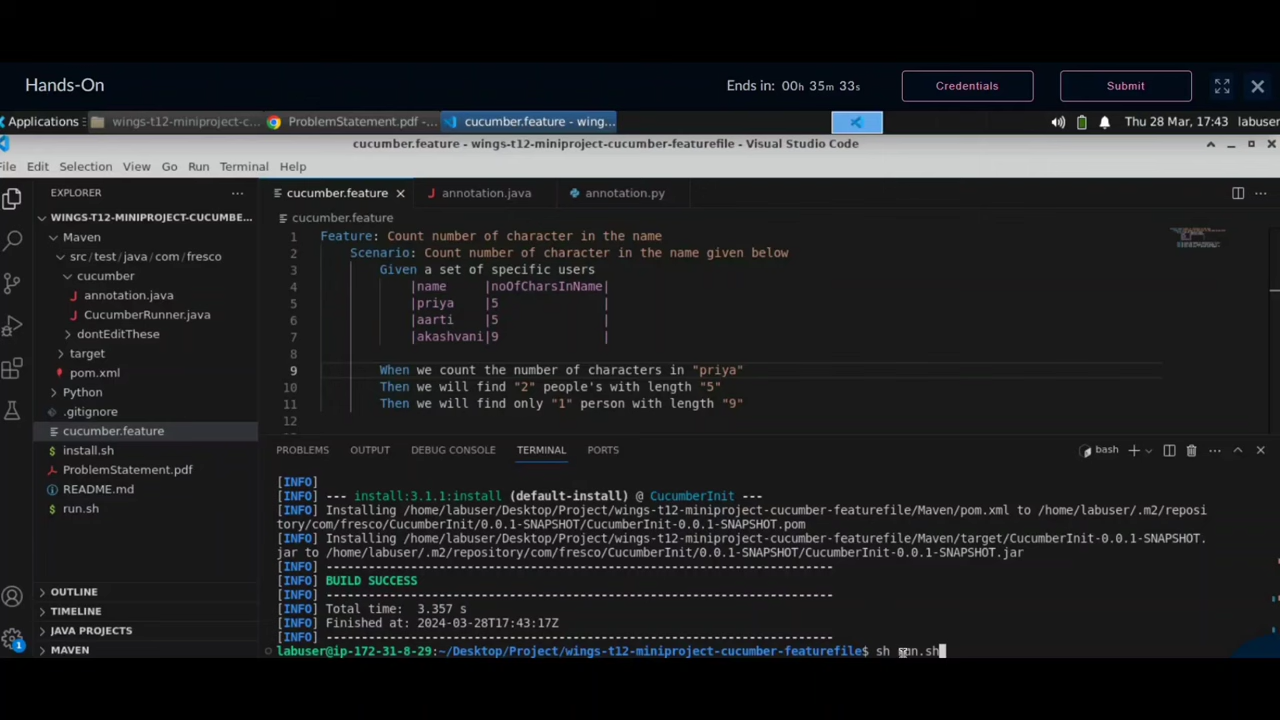 Hands-On
Ends in: 00h 35m 33s
Credentials
Submit
Applications
wings-t12-miniproject-c...
ProblemStatement.pdf -...
cucumber.feature - wing...
Thu 28 Mar, 17:43
labuser
cucumber.feature - wings-t12-miniproject-cucumber-featurefile - Visual Studio Code
File Edit Selection View Go Run Terminal Help
EXPLORER
WINGS-T12-MINIPROJECT-CUCUMBE...
Maven
src/test/java/com/fresco
cucumber
annotation.java
CucumberRunner.java
dontEditThese
target
pom.xml
Python
.gitignore
cucumber.feature
install.sh
ProblemStatement.pdf
README.md
run.sh
OUTLINE
TIMELINE
JAVA PROJECTS
MAVEN
1
cucumber.feature
annotation.java
annotation.py
cucumber.feature
1 Feature: Count number of character in the name
2 Scenario: Count number of character in the name given below
3 Given a set of specific users
4 |name |noOfCharsInName|
5 |priya |5 |
6 |aarti |5 |
7 |akashvani|9 |
8
9 When we count the number of characters in "priya"
10 Then we will find "2" people's with length "5"
11 Then we will find only "1" person with length "9"
12
PROBLEMS OUTPUT DEBUG CONSOLE TERMINAL PORTS
bash
[INFO]
[INFO] --- install:3.1.1:install (default-install) @ CucumberInit ---
[INFO] Installing /home/labuser/Desktop/Project/wings-t12-miniproject-cucumber-featurefile/Maven/pom.xml to /home/labuser/.m2/reposi
tory/com/fresco/CucumberInit/0.0.1-SNAPSHOT/CucumberInit-0.0.1-SNAPSHOT.pom
[INFO] Installing /home/labuser/Desktop/Project/wings-t12-miniproject-cucumber-featurefile/Maven/target/CucumberInit-0.0.1-SNAPSHOT.
jar to /home/labuser/.m2/repository/com/fresco/CucumberInit/0.0.1-SNAPSHOT/CucumberInit-0.0.1-SNAPSHOT.jar
[INFO] ------------------------------------------------------------------------
[INFO] BUILD SUCCESS
[INFO] ------------------------------------------------------------------------
[INFO] Total time:  3.357 s
[INFO] Finished at: 2024-03-28T17:43:17Z
[INFO] ------------------------------------------------------------------------
labuser@ip-172-31-8-29:~/Desktop/Project/wings-t12-miniproject-cucumber-featurefile$ sh run.sh